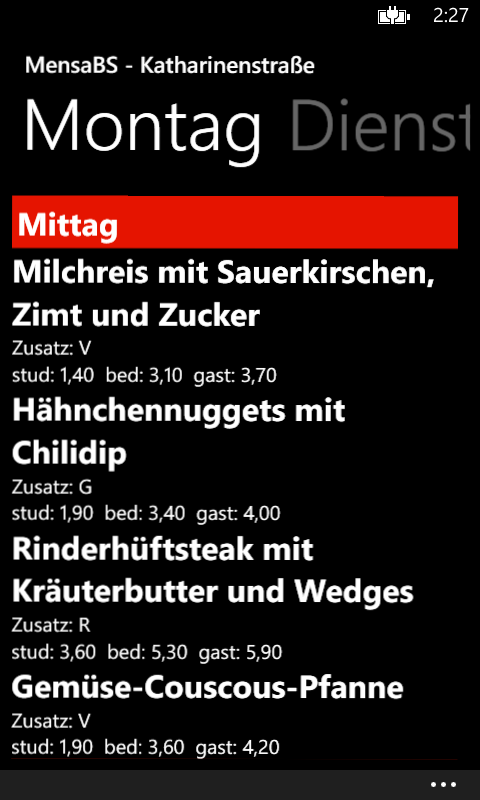 2:27
MensaBS - Katharinenstraße
Montag Dienst
Mittag
Milchreis mit Sauerkirschen,
Zimt und Zucker
Zusatz: V
stud: 1,40 bed: 3,10 gast: 3,70
Hähnchennuggets mit
Chilidip
Zusatz: G
stud: 1,90 bed: 3,40 gast: 4,00
Rinderhüftsteak mit
Kräuterbutter und Wedges
Zusatz: R
stud: 3,60 bed: 5,30 gast: 5,90
Gemüse-Couscous-Pfanne
Zusatz: V
stud: 1,90 bed: 3,60 gast: 4,20